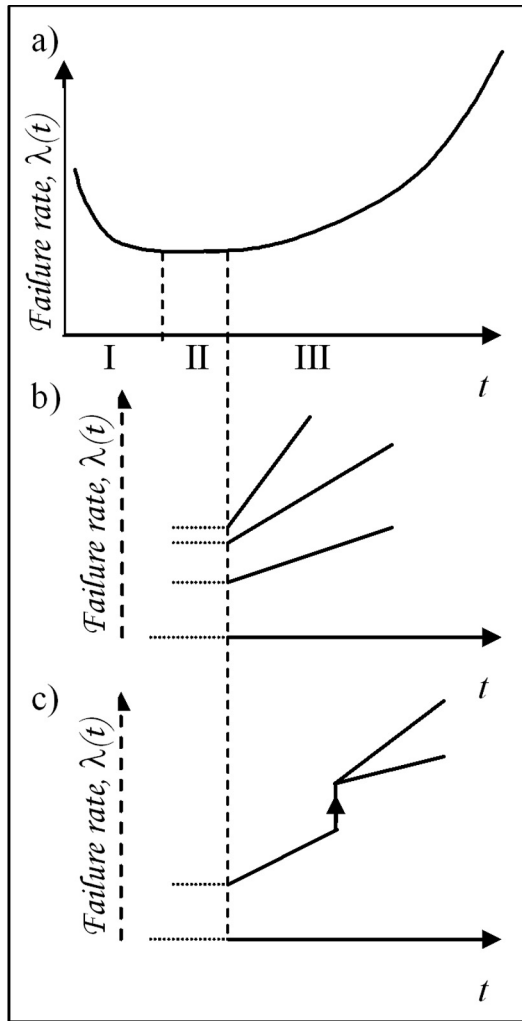 a)
Failure rate, λ(t)
I II III
t
b)
Failure rate, λ(t)
t
c)
Failure rate, λ(t)
t